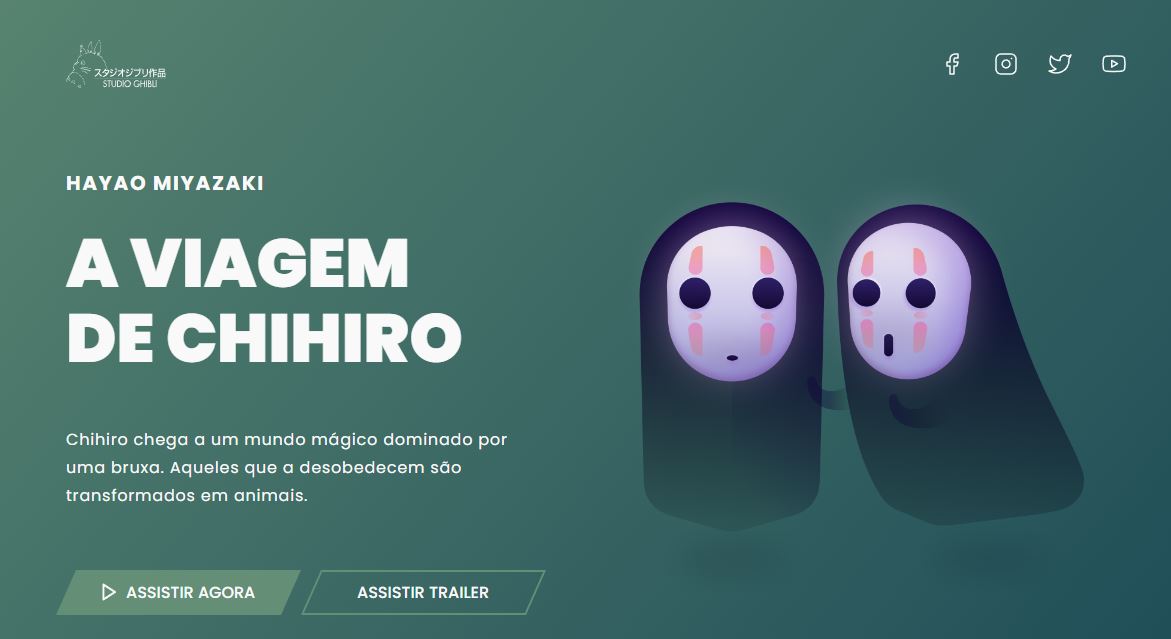 スタジオジブリ作品
STUDIO GHIBLI
HAYAO MIYAZAKI
A VIAGEM
DE CHIHIRO
Chihiro chega a um mundo mágico dominado por
uma bruxa. Aqueles que a desobedecem são
transformados em animais.
ASSISTIR AGORA
ASSISTIR TRAILER